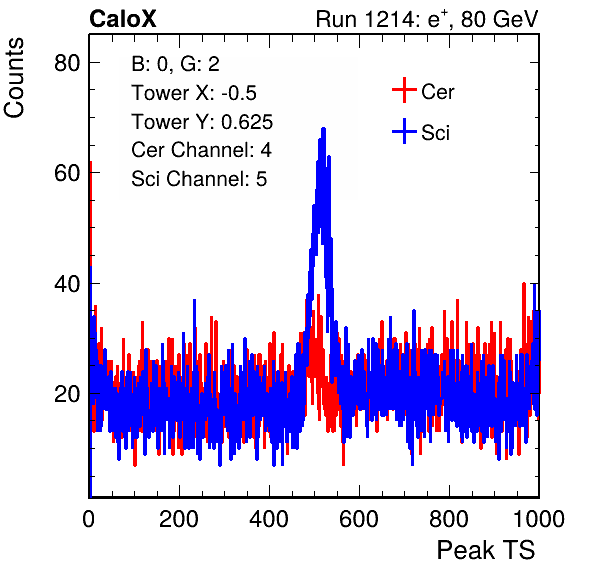 CaloX Run 1214: e⁺, 80 GeV
Counts
B: 0, G: 2
Tower X: -0.5
Tower Y: 0.625
Cer Channel: 4
Sci Channel: 5
Cer
Sci
80
60
40
20
0 200 400 600 800 1000
Peak TS